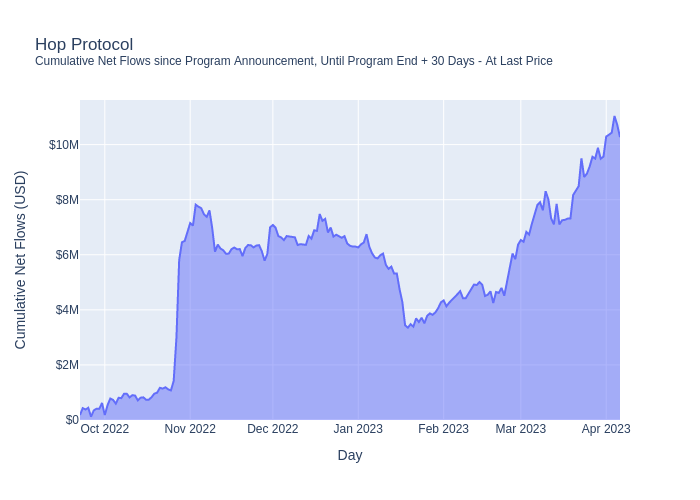 Hop Protocol
Cumulative Net Flows since Program Announcement, Until Program End + 30 Days - At Last Price
Cumulative Net Flows (USD)
$10M
$8M
$6M
$4M
$2M
$0
Oct 2022 Nov 2022 Dec 2022 Jan 2023 Feb 2023 Mar 2023 Apr 2023
Day